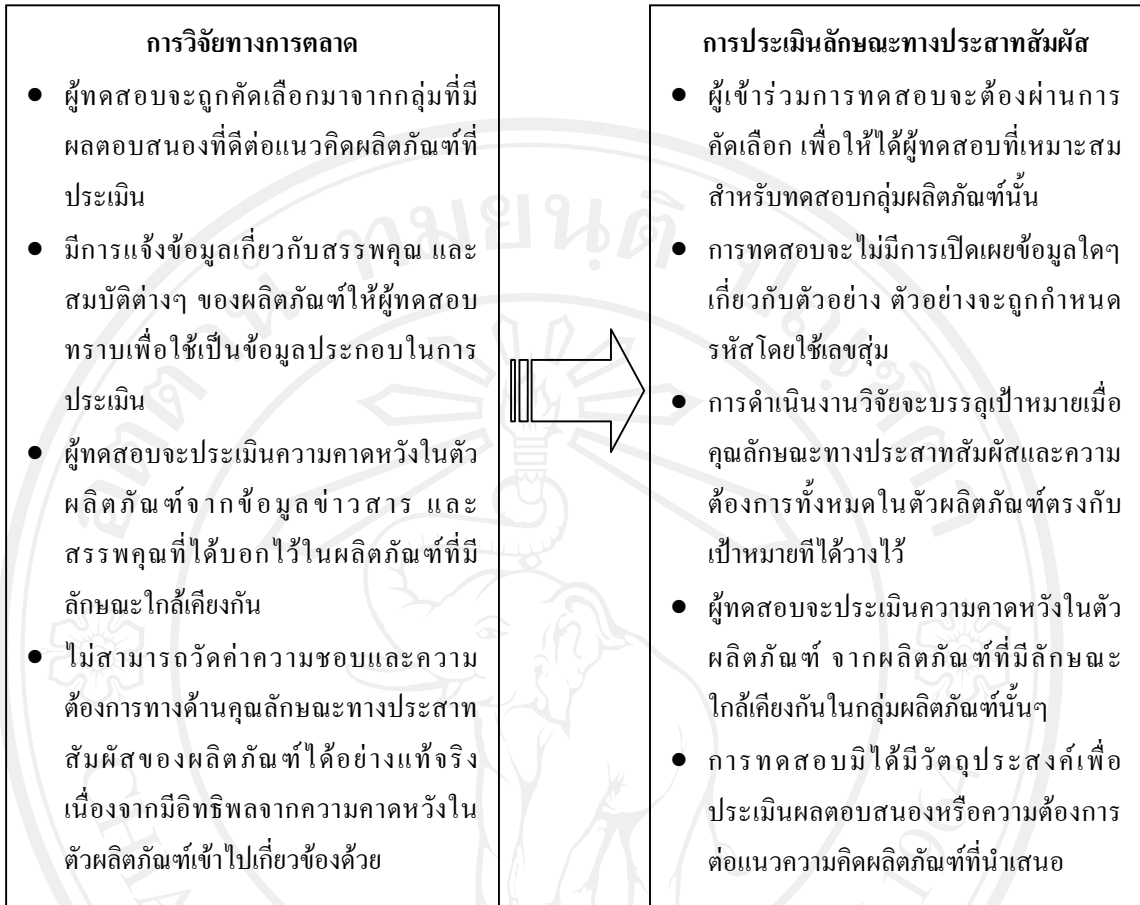 การวิจัยทางการตลาด
● ผู้ทดสอบจะถูกคัดเลือกมาจากกลุ่มที่มี
ผลตอบสนองที่ดีต่อแนวคิดผลิตภัณฑ์ที่
ประเมิน
● มีการแจ้งข้อมูลเกี่ยวกับสรรพคุณ และ
สมบัติต่างๆ ของผลิตภัณฑ์ให้ผู้ทดสอบ
ทราบเพื่อใช้เป็นข้อมูลประกอบในการ
ประเมิน
● ผู้ทดสอบจะประเมินความคาดหวังในตัว
ผลิตภัณฑ์จากข้อมูลข่าวสาร และ
สรรพคุณที่ได้บอกไว้ในผลิตภัณฑ์ที่มี
ลักษณะใกล้เคียงกัน
● ไม่สามารถวัดค่าความชอบและความ
ต้องการทางด้านคุณลักษณะทางประสาท
สัมผัสของผลิตภัณฑ์ได้อย่างแท้จริง
เนื่องจากมีอิทธิพลจากความคาดหวังใน
ตัวผลิตภัณฑ์เข้าไปเกี่ยวข้องด้วย
การประเมินลักษณะทางประสาทสัมผัส
● ผู้เข้าร่วมการทดสอบจะต้องผ่านการ
คัดเลือก เพื่อให้ได้ผู้ทดสอบที่เหมาะสม
สำหรับทดสอบกลุ่มผลิตภัณฑ์นั้น
● การทดสอบจะไม่มีการเปิดเผยข้อมูลใดๆ
เกี่ยวกับตัวอย่าง ตัวอย่างจะถูกกำหนด
รหัสโดยใช้เลขสุ่ม
● การดำเนินงานวิจัยจะบรรลุเป้าหมายเมื่อ
คุณลักษณะทางประสาทสัมผัสและความ
ต้องการทั้งหมดในตัวผลิตภัณฑ์ตรงกับ
เป้าหมายทีได้วางไว้
● ผู้ทดสอบจะประเมินความคาดหวังในตัว
ผลิตภัณฑ์ จากผลิตภัณฑ์ที่มีลักษณะ
ใกล้เคียงกันในกลุ่มผลิตภัณฑ์นั้นๆ
● การทดสอบมิได้มีวัตถุประสงค์เพื่อ
ประเมินผลตอบสนองหรือความต้องการ
ต่อแนวความคิดผลิตภัณฑ์ที่นำเสนอ